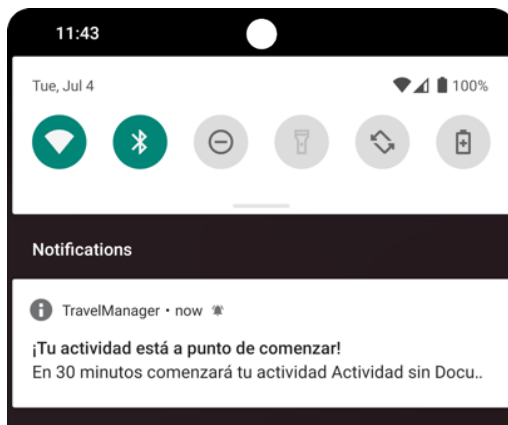 11:43
Tue, Jul 4
100%
Notifications
TravelManager • now
¡Tu actividad está a punto de comenzar!
En 30 minutos comenzará tu actividad Actividad sin Docu..